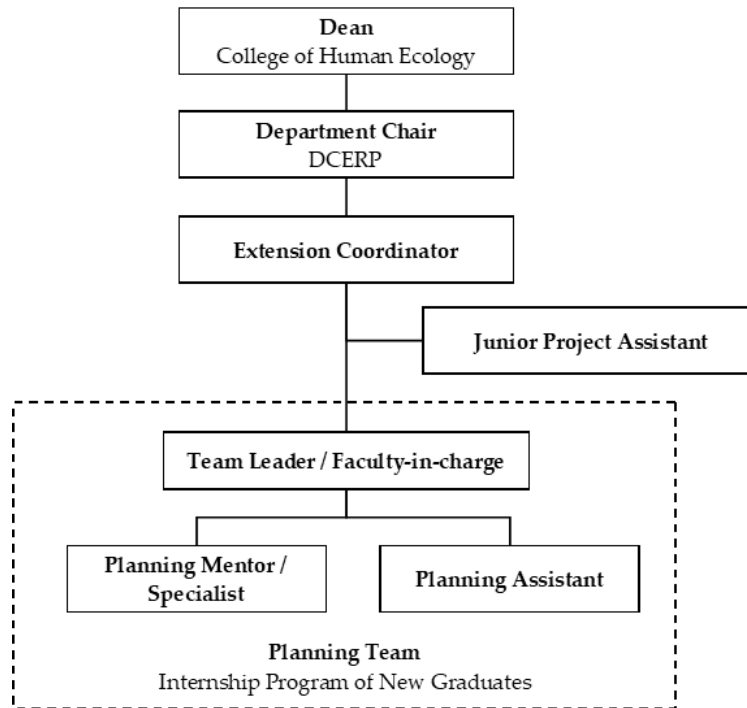 Dean
College of Human Ecology
Department Chair
DCERP
Extension Coordinator
Junior Project Assistant
Team Leader / Faculty-in-charge
Planning Mentor /
Specialist
Planning Assistant
Planning Team
Internship Program of New Graduates